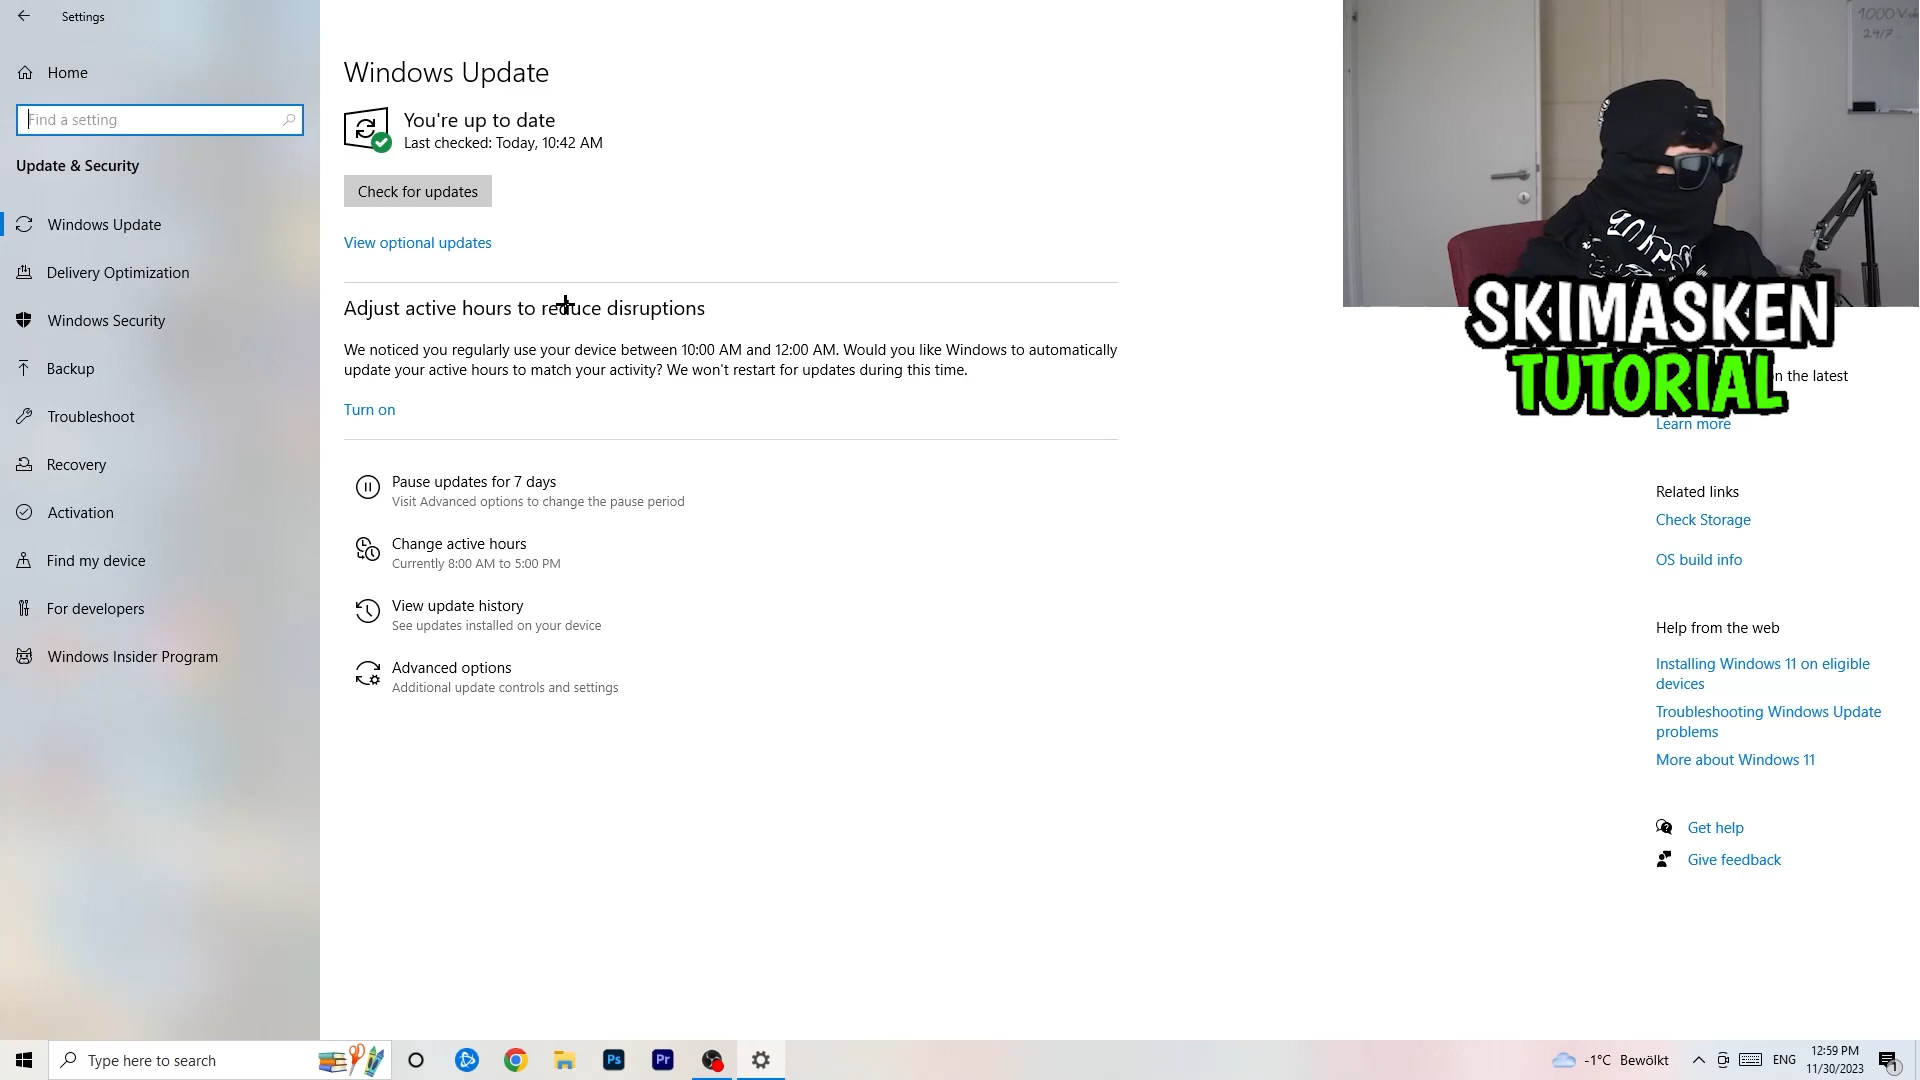 Settings
Home
Find a setting
Update & Security
Windows Update
Delivery Optimization
Windows Security
Backup
Troubleshoot
Recovery
Activation
Find my device
For developers
Windows Insider Program
Windows Update
You're up to date
Last checked: Today, 10:42 AM
Check for updates
View optional updates
Adjust active hours to reduce disruptions
We noticed you regularly use your device between 10:00 AM and 12:00 AM. Would you like Windows to automatically
update your active hours to match your activity? We won't restart for updates during this time.
Turn on
Pause updates for 7 days
Visit Advanced options to change the pause period
Change active hours
Currently 8:00 AM to 5:00 PM
View update history
See updates installed on your device
Advanced options
Additional update controls and settings
24/7
SKIMASKEN
TUTORIAL
n the latest
Learn more
Related links
Check Storage
OS build info
Help from the web
Installing Windows 11 on eligible
devices
Troubleshooting Windows Update
problems
More about Windows 11
Get help
Give feedback
Type here to search
Ps
Pr
-1°C Bewölkt
ENG
12:59 PM
11/30/2023
1